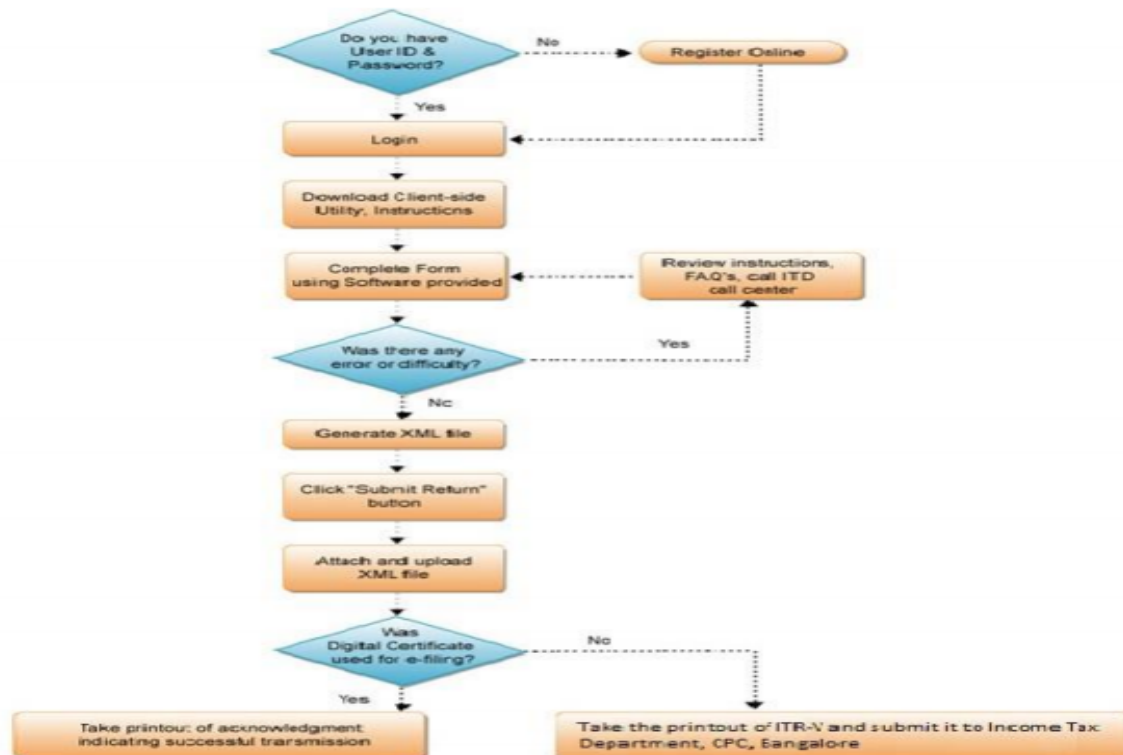 Do you have
User ID &
Password?
No
Register Online
Yes
Login
Download Client-side
Utility, Instructions
Complete Form
using Software provided
Review instructions,
FAQ's, call ITD
call center
Was there any
error or difficulty?
Yes
No
Generate XML file
Click "Submit Return"
button
Attach and upload
XML file
Was
Digital Certificate
used for e-filing?
No
Yes
Take printout of acknowledgment
indicating successful transmission
Take the printout of ITR-V and submit it to Income Tax
Department, CPC, Bangalore